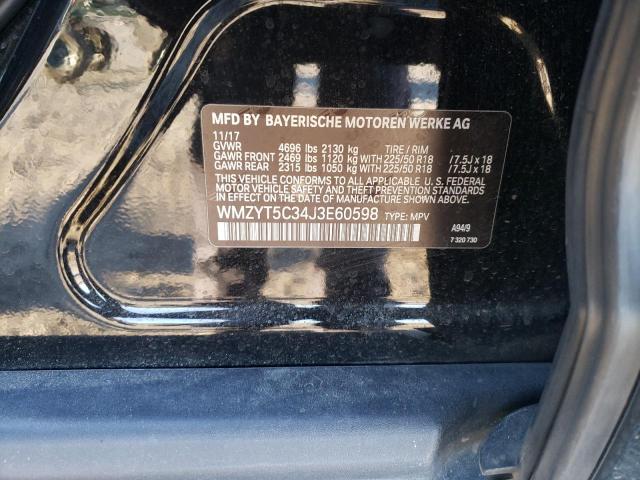 MFD BY BAYERISCHE MOTOREN WERKE AG
11/17
GVWR 4696 lbs 2130 kg TIRE / RIM
GAWR FRONT 2469 lbs 1120 kg WITH 225/50 R18 /7.5J x 18
GAWR REAR 2315 lbs 1050 kg WITH 225/50 R18 /7.5J x 18
THIS VEHICLE CONFORMS TO ALL APPLICABLE U.S. FEDERAL
MOTOR VEHICLE SAFETY, BUMPER, AND THEFT PREVENTION STANDARDS
IN EFFECT ON THE DATE OF MANUFACTURE SHOWN ABOVE.
WMZYT5C34J3E60598 TYPE: MPV
A94/9
7 320 730